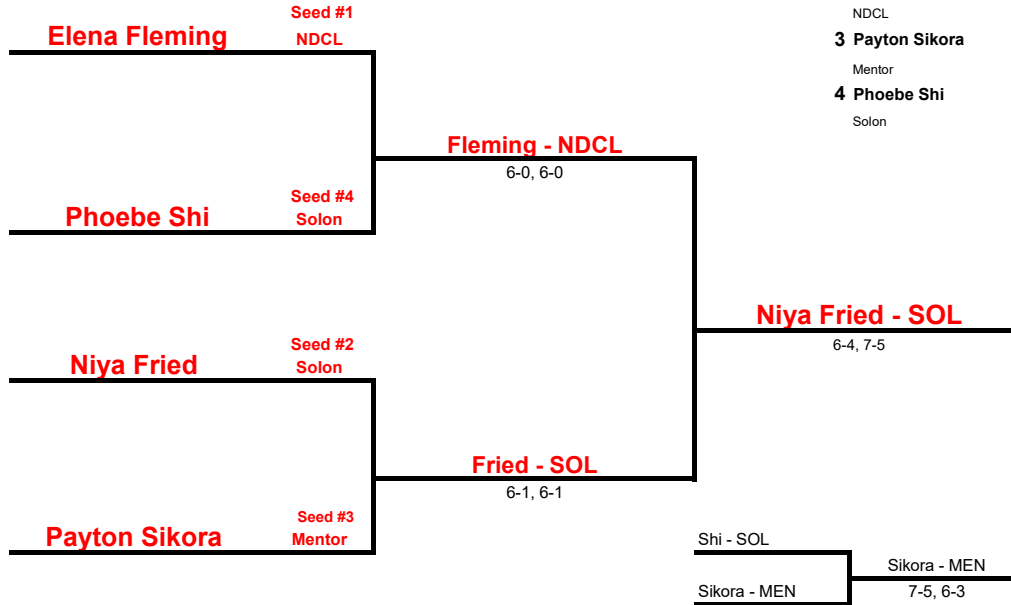 Seed #1
Elena Fleming NDCL
NDCL
3 Payton Sikora
Mentor
4 Phoebe Shi
Solon
Fleming - NDCL
6-0, 6-0
Seed #4
Phoebe Shi Solon
Niya Fried - SOL
6-4, 7-5
Seed #2
Niya Fried Solon
Fried - SOL
6-1, 6-1
Seed #3
Payton Sikora Mentor
Shi - SOL
Sikora - MEN
7-5, 6-3
Sikora - MEN